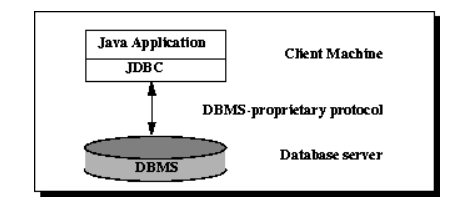 Java Application
Client Machine
JDBC
DBMS-proprietary protocol
Database server
DBMS